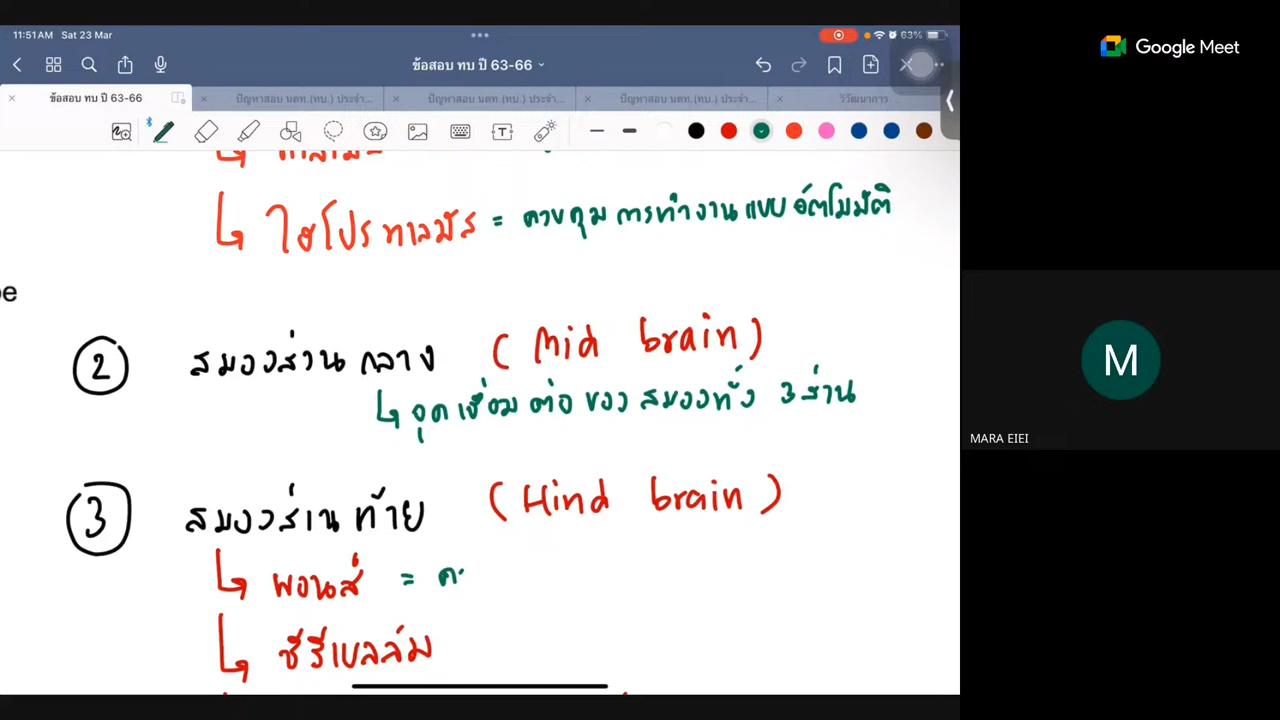 11:51 AM Sat 23 Mar
63%
Google Meet
ข้อสอบ ทบ ปี 63-66
ข้อสอบ ทบ ปี 63-66
ปัญหาสอบ นดท.(ทบ.) ประจำ...
ปัญหาสอบ นดท.(ทบ.) ประจำ...
ปัญหาสอบ นดท.(ทบ.) ประจำ...
วิวัฒนาการ
ไฮโปรทาลมัส = ควบคุมการทำงานแบบอัตโมมัติ
2 สมองส่วนกลาง (Mid brain)
จุดเชื่อมต่อของสมองทั้ง 3 ส่วน
3 สมองส่วนท้าย (Hind brain)
พอนส์ =
ซีรีเบลลัม
M
MARA EIEI